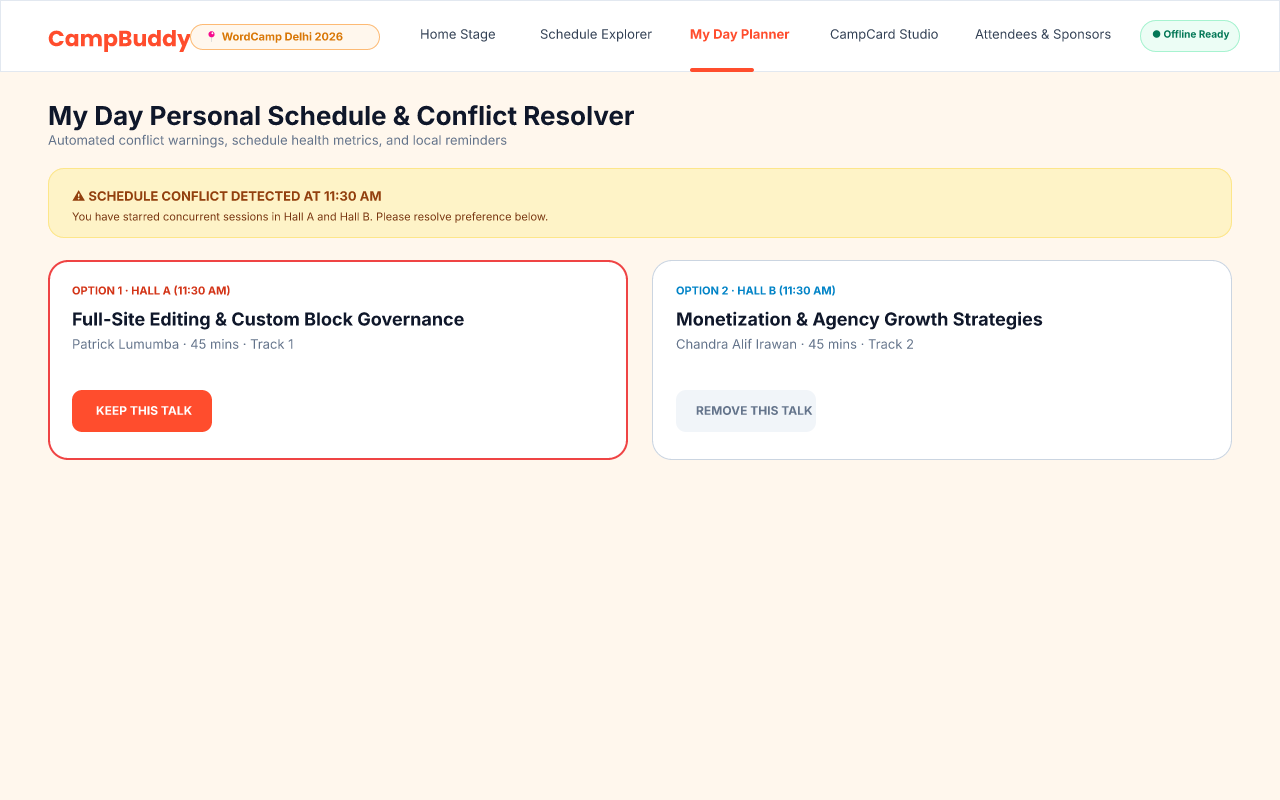 CampBuddy
📍 WordCamp Delhi 2026
Home Stage
Schedule Explorer
My Day Planner
CampCard Studio
Attendees & Sponsors
● Offline Ready
My Day Personal Schedule & Conflict Resolver
Automated conflict warnings, schedule health metrics, and local reminders
⚠ SCHEDULE CONFLICT DETECTED AT 11:30 AM
You have starred concurrent sessions in Hall A and Hall B. Please resolve preference below.
OPTION 1 · HALL A (11:30 AM)
Full-Site Editing & Custom Block Governance
Patrick Lumumba · 45 mins · Track 1
KEEP THIS TALK
OPTION 2 · HALL B (11:30 AM)
Monetization & Agency Growth Strategies
Chandra Alif Irawan · 45 mins · Track 2
REMOVE THIS TALK